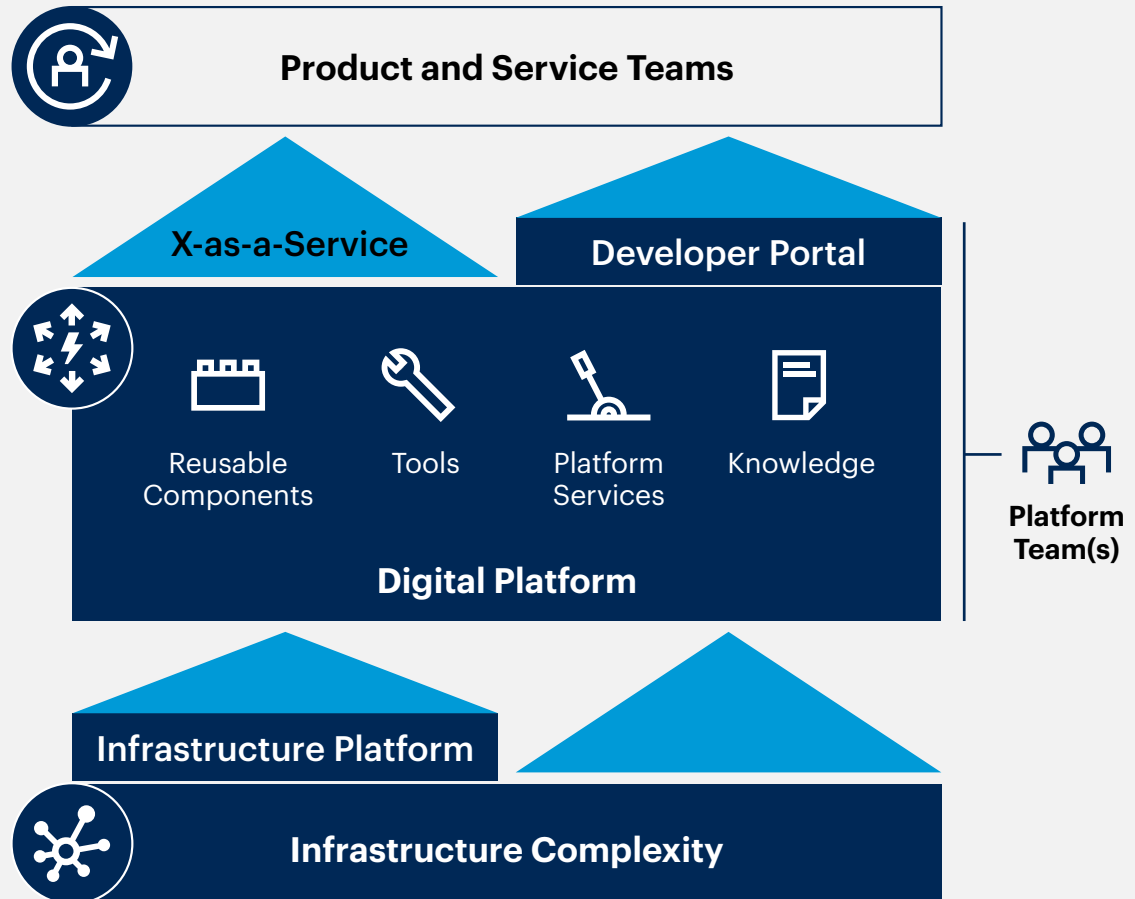 Product and Service Teams
X-as-a-Service
Developer Portal
Reusable
Components
Tools
Platform
Services
Knowledge
Digital Platform
Platform
Team(s)
Infrastructure Platform
Infrastructure Complexity